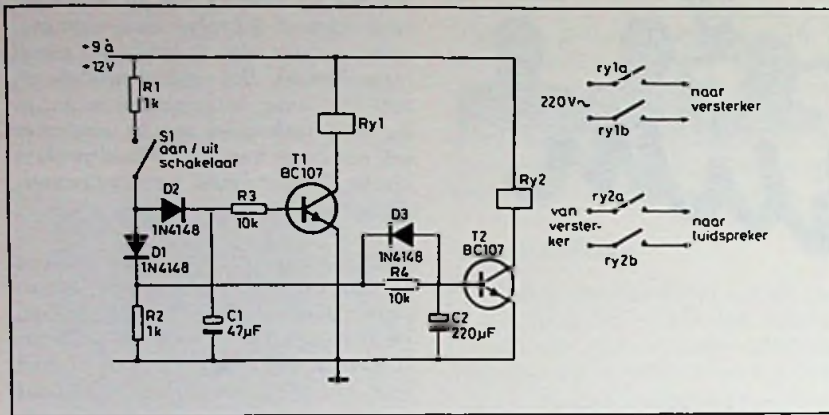 +9 à
+12V
R1
1k
S1
aan / uit
schakelaar
D2
1N4148
D1
1N4148
R2
1k
C1
47µF
R3
10k
T1
BC107
Ry1
D3
1N4148
R4
10k
C2
220µF
T2
BC107
Ry2
ry1a
220V~
ry1b
naar
versterker
ry2a
van
verster-
ker
ry2b
naar
luidspreker